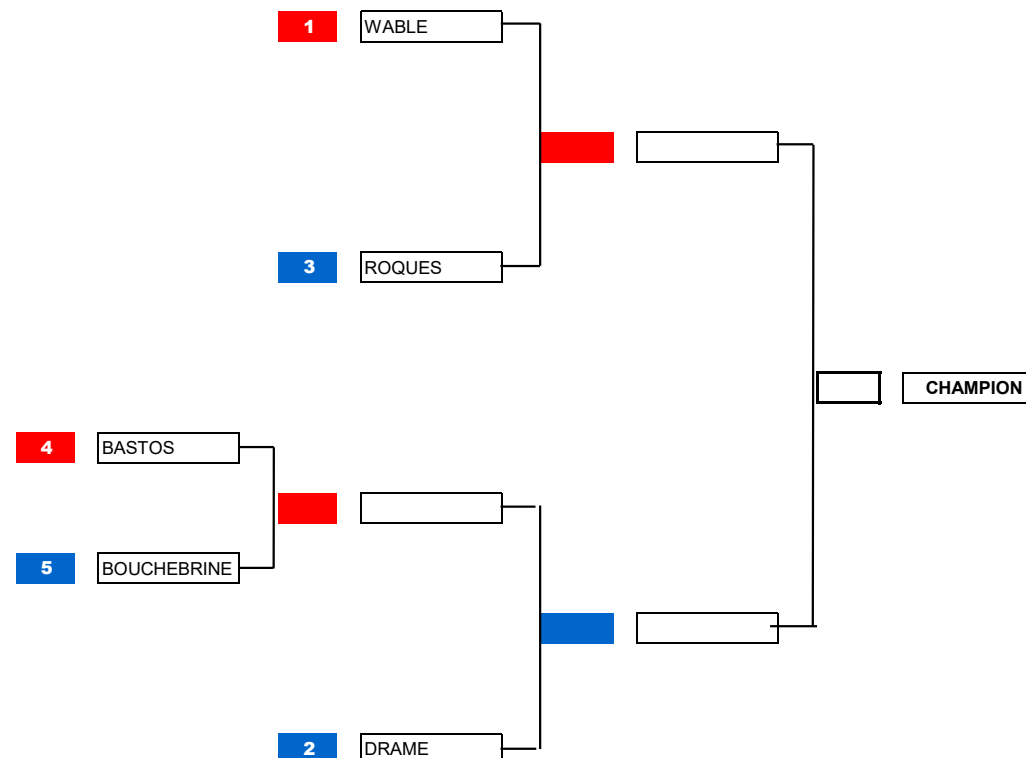 1 WABLE
3 ROQUES
CHAMPION
4 BASTOS
5 BOUCHEBRINE
2 DRAME